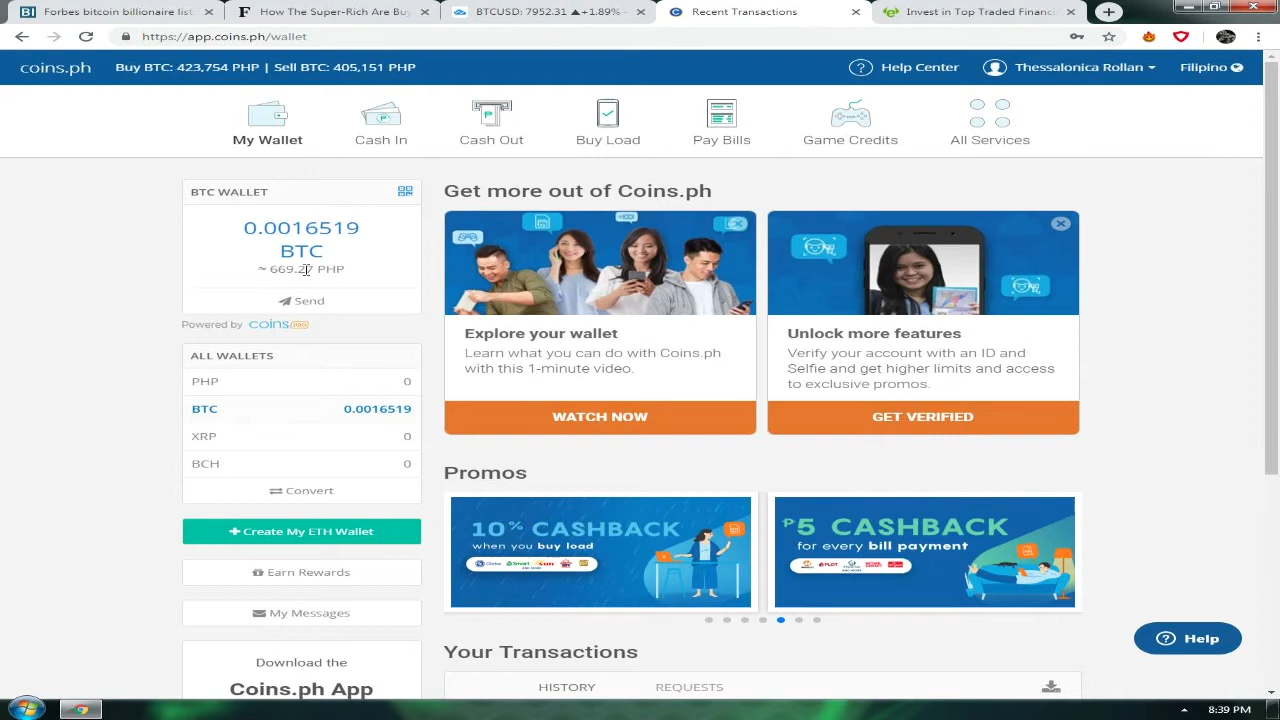 Forbes bitcoin billionaire list
How The Super-Rich Are Bu
BTCUSD: 7952.31 ▲+1.89%
Recent Transactions
Invest in Top Traded Financi
https://app.coins.ph/wallet
coins.ph
Buy BTC: 423,754 PHP | Sell BTC: 405,151 PHP
Help Center
Thessalonica Rollan
Filipino
My Wallet
Cash In
Cash Out
Buy Load
Pay Bills
Game Credits
All Services
BTC WALLET
0.0016519
BTC
~ 669.27 PHP
Send
Powered by coins PRO
ALL WALLETS
PHP 0
BTC 0.0016519
XRP 0
BCH 0
Convert
+ Create My ETH Wallet
Earn Rewards
My Messages
Download the
Coins.ph App
Get more out of Coins.ph
Explore your wallet
Learn what you can do with Coins.ph
with this 1-minute video.
WATCH NOW
Unlock more features
Verify your account with an ID and
Selfie and get higher limits and access
to exclusive promos.
GET VERIFIED
Promos
10% CASHBACK
when you buy load
Globe Smart Sun
₱5 CASHBACK
for every bill payment
PLDT
Your Transactions
HISTORY
REQUESTS
Help
8:39 PM